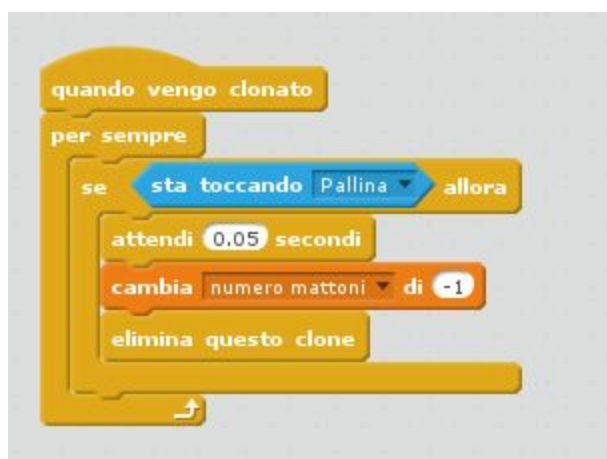 quando vengo clonato
per sempre
se sta toccando Pallina allora
attendi 0.05 secondi
cambia numero mattoni di -1
elimina questo clone